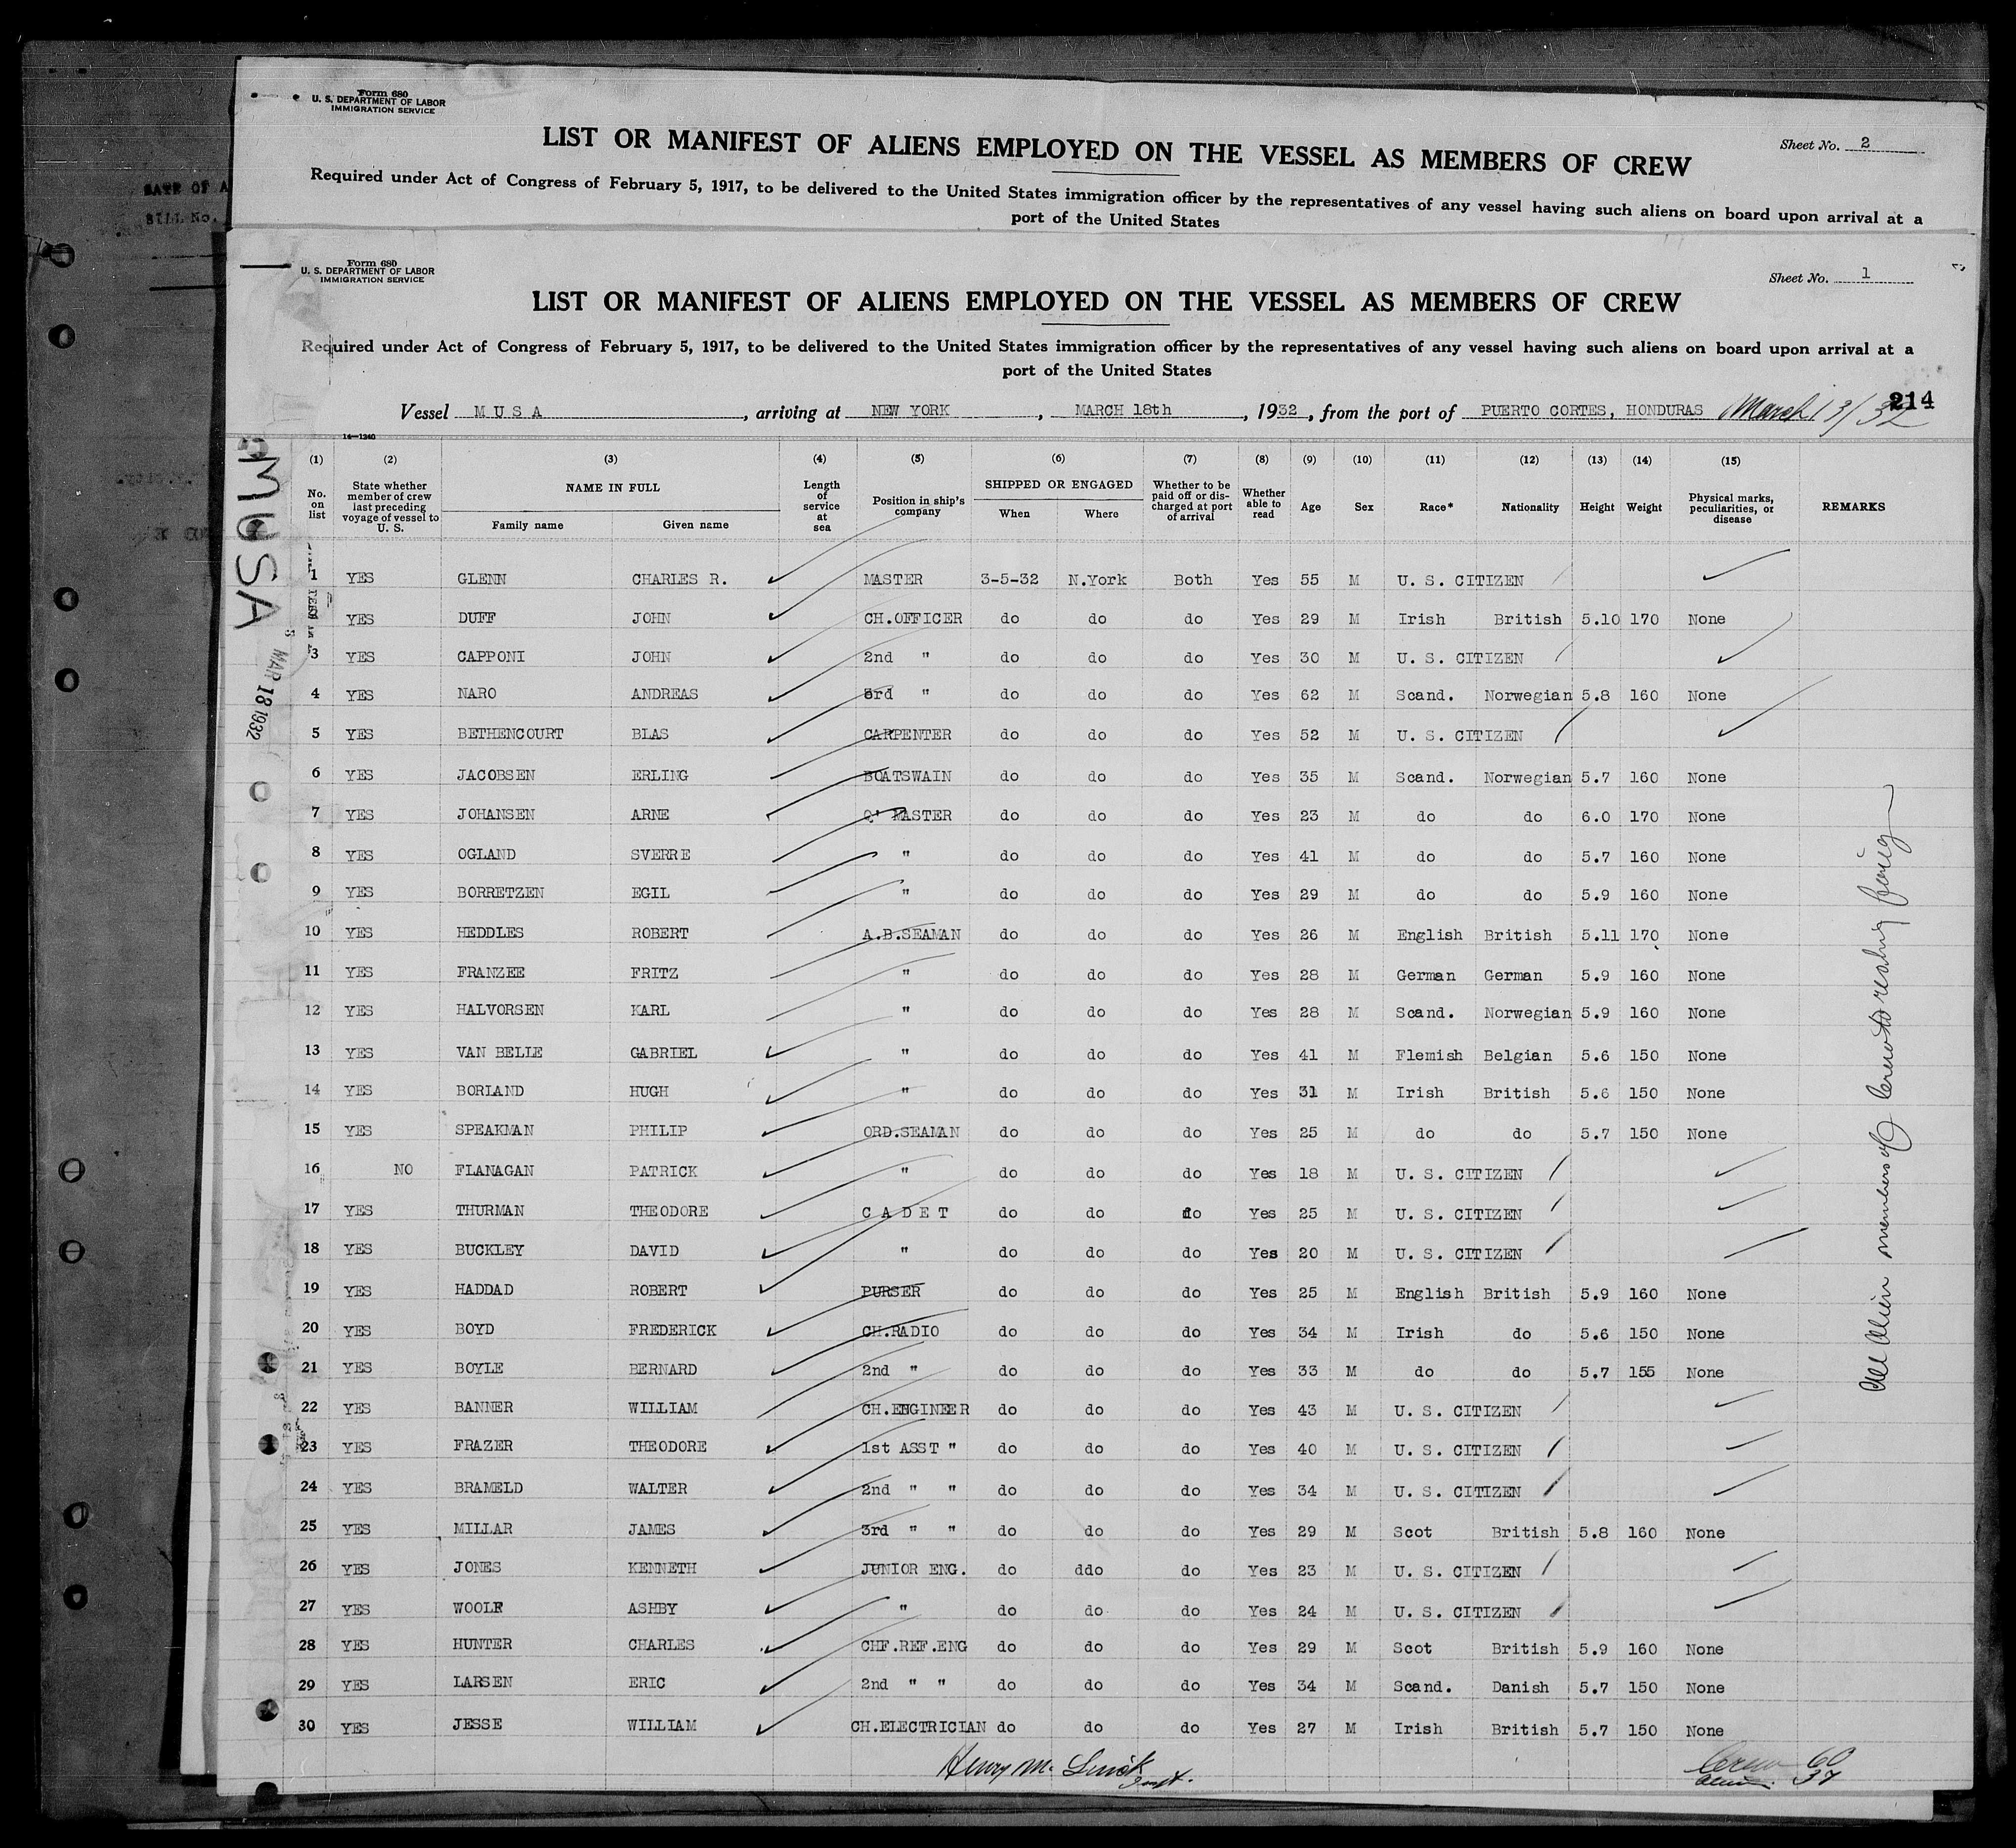 Form 680
U. S. DEPARTMENT OF LABOR
IMMIGRATION SERVICE
Sheet No. 2
LIST OR MANIFEST OF ALIENS EMPLOYED ON THE VESSEL AS MEMBERS OF CREW
Required under Act of Congress of February 5, 1917, to be delivered to the United States immigration officer by the representatives of any vessel having such aliens on board upon arrival at a
port of the United States
Form 680
U. S. DEPARTMENT OF LABOR
IMMIGRATION SERVICE
Sheet No. 1
LIST OR MANIFEST OF ALIENS EMPLOYED ON THE VESSEL AS MEMBERS OF CREW
Required under Act of Congress of February 5, 1917, to be delivered to the United States immigration officer by the representatives of any vessel having such aliens on board upon arrival at a
port of the United States
214
Vessel M U S A, arriving at NEW YORK, MARCH 18th, 1932, from the port of PUERTO CORTES, HONDURAS March 13/32
14-1240
MUSA
MAR 18 1932
(1) (2) (3) (4) (5) (6) (7) (8) (9) (10) (11) (12) (13) (14) (15)
No. on list State whether member of crew last preceding voyage of vessel to U. S. NAME IN FULL Family name Given name Length of service at sea Position in ship's company SHIPPED OR ENGAGED When Where Whether to be paid off or discharged at port of arrival Whether able to read Age Sex Race* Nationality Height Weight Physical marks, peculiarities, or disease REMARKS
1 YES GLENN CHARLES R. MASTER 3-5-32 N.York Both Yes 55 M U. S. CITIZEN
YES DUFF JOHN CH.OFFICER do do do Yes 29 M Irish British 5.10 170 None
3 YES CAPPONI JOHN 2nd " do do do Yes 30 M U. S. CITIZEN
4 YES NARO ANDREAS 3rd " do do do Yes 62 M Scand. Norwegian 5.8 160 None
5 YES BETHENCOURT BLAS CARPENTER do do do Yes 52 M U. S. CITIZEN
6 YES JACOBSEN ERLING BOATSWAIN do do do Yes 35 M Scand. Norwegian 5.7 160 None
7 YES JOHANSEN ARNE Q' MASTER do do do Yes 23 M do do 6.0 170 None
8 YES OGLAND SVERRE " do do do Yes 41 M do do 5.7 160 None
9 YES BORRETZEN EGIL " do do do Yes 29 M do do 5.9 160 None
10 YES HEDDLES ROBERT A.B.SEAMAN do do do Yes 26 M English British 5.11 170 None
11 YES FRANZEE FRITZ " do do do Yes 28 M German German 5.9 160 None
12 YES HALVORSEN KARL " do do do Yes 28 M Scand. Norwegian 5.9 160 None
13 YES VAN BELLE GABRIEL " do do do Yes 41 M Flemish Belgian 5.6 150 None
14 YES BORLAND HUGH " do do do Yes 31 M Irish British 5.6 150 None
15 YES SPEAKMAN PHILIP ORD.SEAMAN do do do Yes 25 M do do 5.7 150 None
16 NO FLANAGAN PATRICK " do do do Yes 18 M U. S. CITIZEN
17 YES THURMAN THEODORE C A D E T do do do Yes 25 M U. S. CITIZEN
18 YES BUCKLEY DAVID " do do do Yes 20 M U. S. CITIZEN
19 YES HADDAD ROBERT PURSER do do do Yes 25 M English British 5.9 160 None
20 YES BOYD FREDERICK CH.RADIO do do do Yes 34 M Irish do 5.6 150 None
21 YES BOYLE BERNARD 2nd " do do do Yes 33 M do do 5.7 155 None
22 YES BANNER WILLIAM CH.ENGINEER do do do Yes 43 M U. S. CITIZEN
23 YES FRAZER THEODORE 1st ASST " do do do Yes 40 M U. S. CITIZEN
24 YES BRAMELD WALTER 2nd " " do do do Yes 34 M U. S. CITIZEN
25 YES MILLAR JAMES 3rd " " do do do Yes 29 M Scot British 5.8 160 None
26 YES JONES KENNETH JUNIOR ENG. do ddo do Yes 23 M U. S. CITIZEN
27 YES WOOLF ASHBY " do do do Yes 24 M U. S. CITIZEN
28 YES HUNTER CHARLES CHF.REF.ENG do do do Yes 29 M Scot British 5.9 160 None
29 YES LARSEN ERIC 2nd " " do do do Yes 34 M Scand. Danish 5.7 150 None
30 YES JESSE WILLIAM CH.ELECTRICIAN do do do Yes 27 M Irish British 5.7 150 None
All Alien members of Crew to reship foreig
Henry M.
Crew 60
Aliens 37